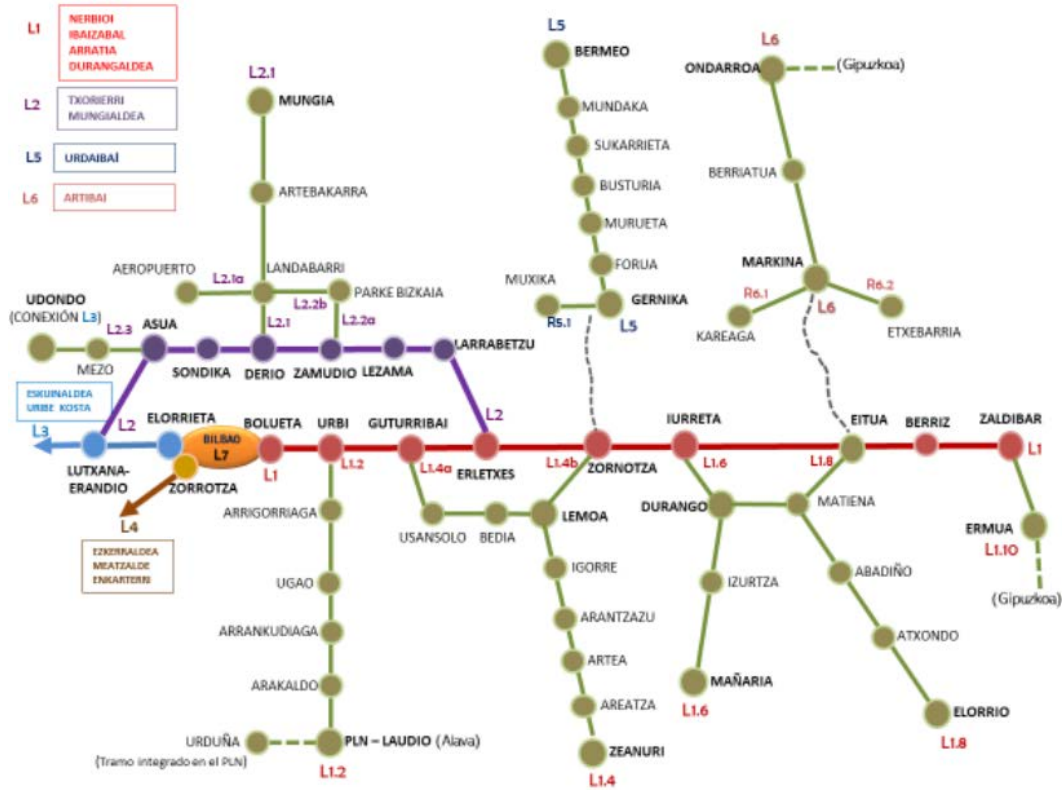 L1
NERBIOI
IBAIZABAL
ARRATIA
DURANGALDEA
L2
TXORIERRI
MUNGIALDEA
L5
URDAIBAÍ
L6
ARTIBAI
L2.1
MUNGIA
ARTEBAKARRA
AEROPUERTO
L2.1a
LANDABARRI
L2.2b
PARKE BIZKAIA
L2.1
L2.2a
UDONDO
(CONEXIÓN L3)
L2.3
MEZO
ASUA
SONDIKA
DERIO
ZAMUDIO
LEZAMA
LARRABETZU
L2
L2
L5
BERMEO
MUNDAKA
SUKARRIETA
BUSTURIA
MURUETA
FORUA
MUXIKA
R5.1
GERNIKA
L5
L6
ONDARROA
(Gipuzkoa)
BERRIATUA
MARKINA
R6.1
L6
R6.2
KAREAGA
ETXEBARRIA
ESKUINALDEA
URIBE KOSTA
L3
LUTXANA-
ERANDIO
ELORRIETA
BILBAO
L7
ZORROTZA
L4
EZKERRALDEA
MEATZALDE
ENKARTERRI
BOLUETA
L1
URBI
L1.2
GUTURRIBAI
L1.4a
ERLETXES
L1.4b
ZORNOTZA
IURRETA
L1.6
EITUA
L1.8
BERRIZ
ZALDIBAR
L1
ARRIGORRIAGA
UGAO
ARRANKUDIAGA
ARAKALDO
URDUÑA
(Tramo integrado en el PLN)
PLN – LAUDIO (Alava)
L1.2
USANSOLO
BEDIA
LEMOA
IGORRE
ARANTZAZU
ARTEA
AREATZA
ZEANURI
L1.4
DURANGO
IZURTZA
MAÑARIA
L1.6
MATIENA
ABADIÑO
ATXONDO
ELORRIO
L1.8
ERMUA
L1.10
(Gipuzkoa)